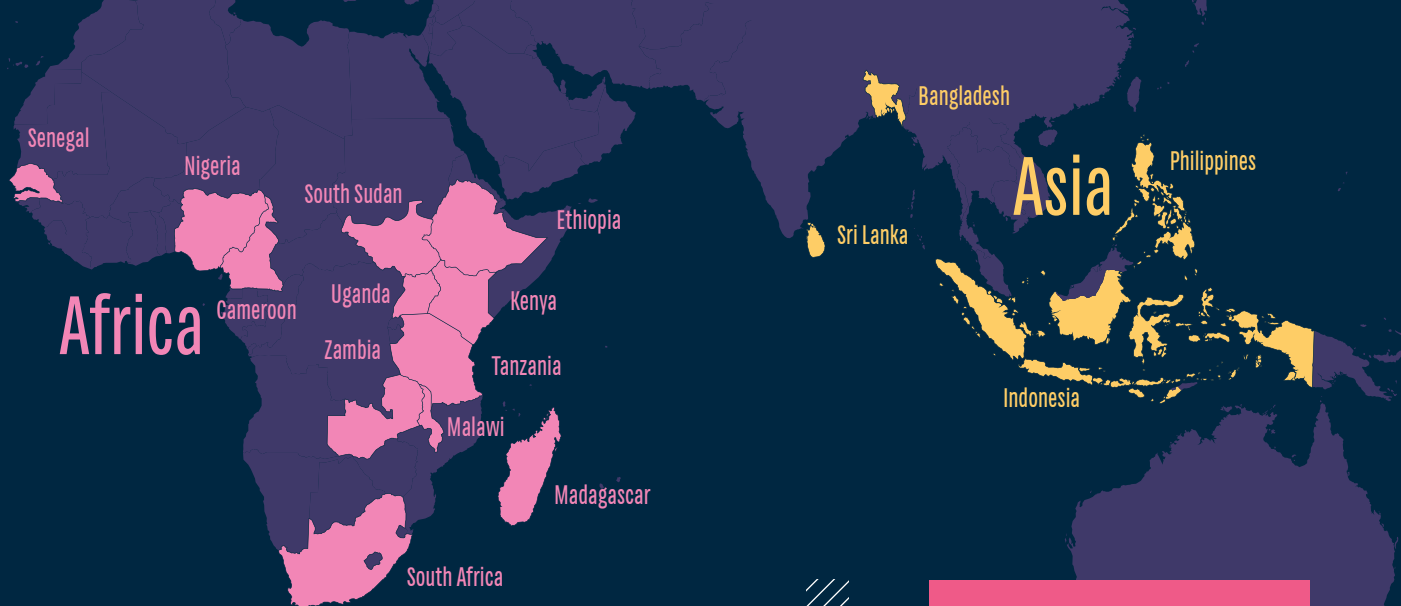 Senegal
Nigeria
South Sudan
Ethiopia
Uganda
Kenya
Cameroon
Africa
Zambia
Tanzania
Malawi
Madagascar
South Africa
Bangladesh
Asia
Philippines
Sri Lanka
Indonesia